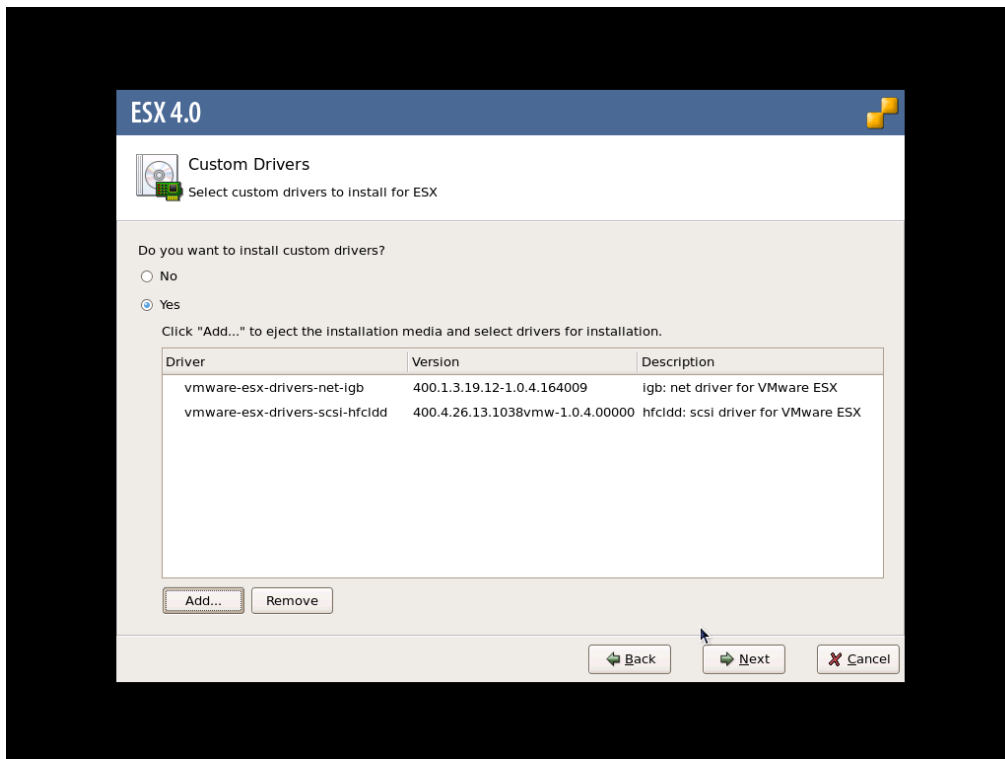 ESX 4.0
Custom Drivers
Select custom drivers to install for ESX
Do you want to install custom drivers?
No
Yes
Click "Add..." to eject the installation media and select drivers for installation.
Driver Version Description
vmware-esx-drivers-net-igb 400.1.3.19.12-1.0.4.164009 igb: net driver for VMware ESX
vmware-esx-drivers-scsi-hfcldd 400.4.26.13.1038vmw-1.0.4.00000 hfcldd: scsi driver for VMware ESX
Add... Remove
Back Next Cancel